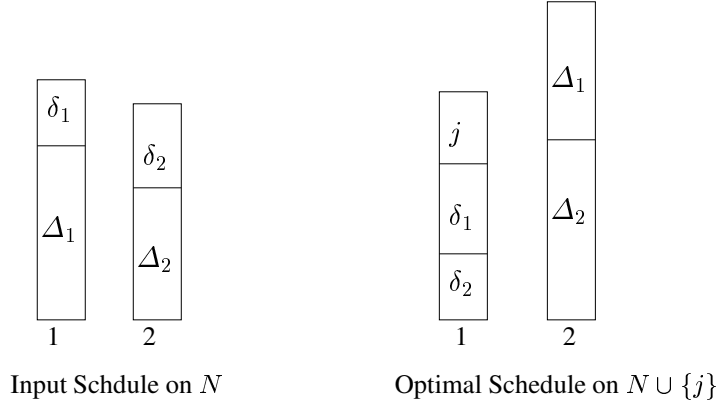 δ₁
Δ₁
1
δ₂
Δ₂
2
Input Schdule on N
j
δ₁
δ₂
1
Δ₁
Δ₂
2
Optimal Schedule on N ∪ {j}